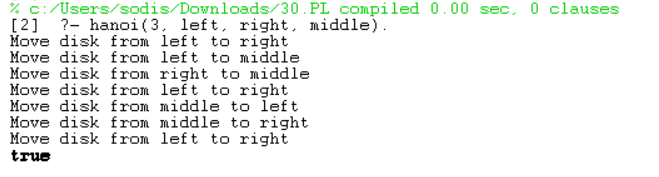 % c:/Users/sodis/Downloads/30.PL compiled 0.00 sec, 0 clauses
[2]  ?- hanoi(3, left, right, middle).
Move disk from left to right
Move disk from left to middle
Move disk from right to middle
Move disk from left to right
Move disk from middle to left
Move disk from middle to right
Move disk from left to right
true